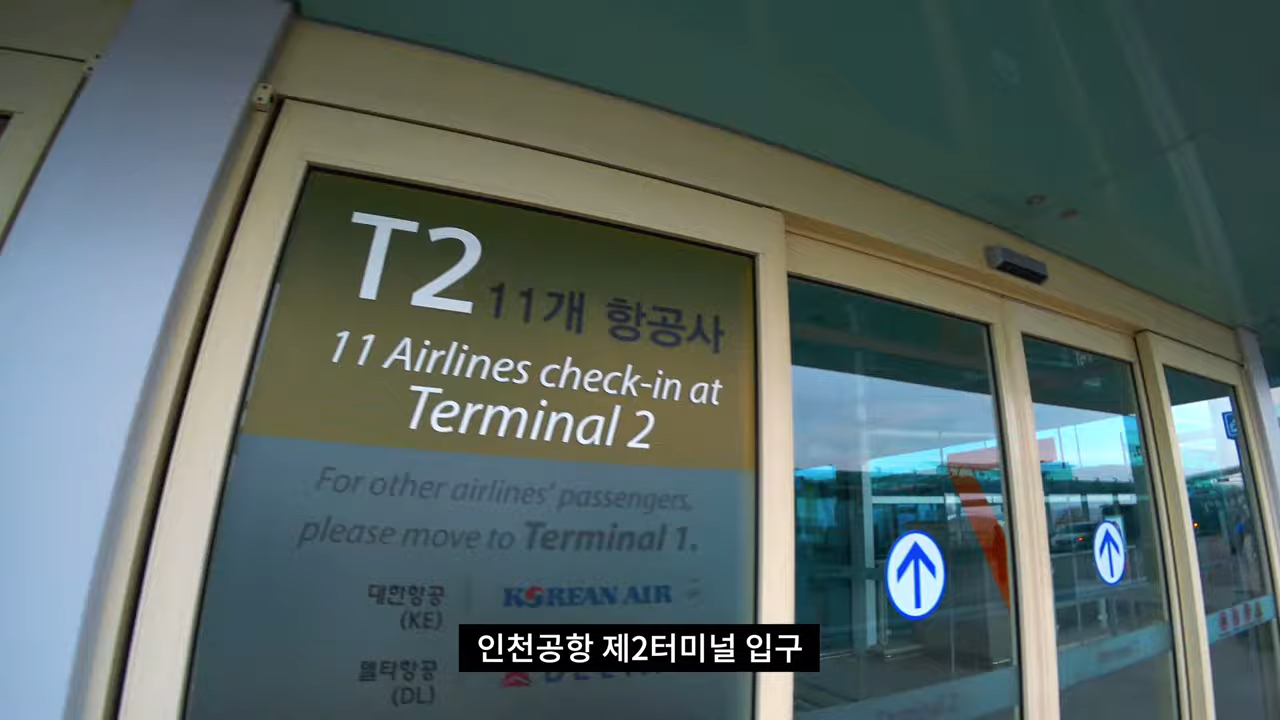 T2 11개 항공사
11 Airlines check-in at
Terminal 2
For other airlines' passengers,
please move to Terminal 1.
대한항공 KOREAN AIR
(KE)
델타항공
(DL)
인천공항 제2터미널 입구